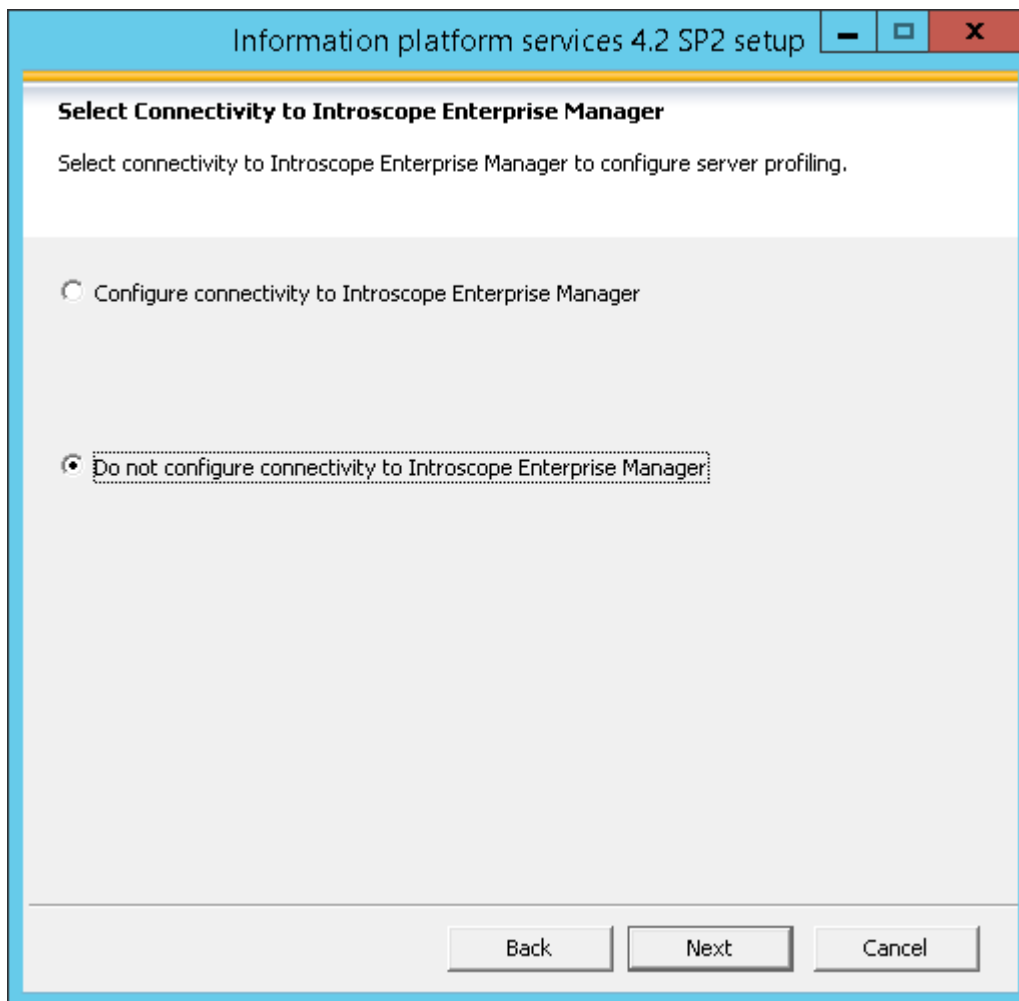 Information platform services 4.2 SP2 setup
Select Connectivity to Introscope Enterprise Manager
Select connectivity to Introscope Enterprise Manager to configure server profiling.
Configure connectivity to Introscope Enterprise Manager
Do not configure connectivity to Introscope Enterprise Manager
Back Next Cancel